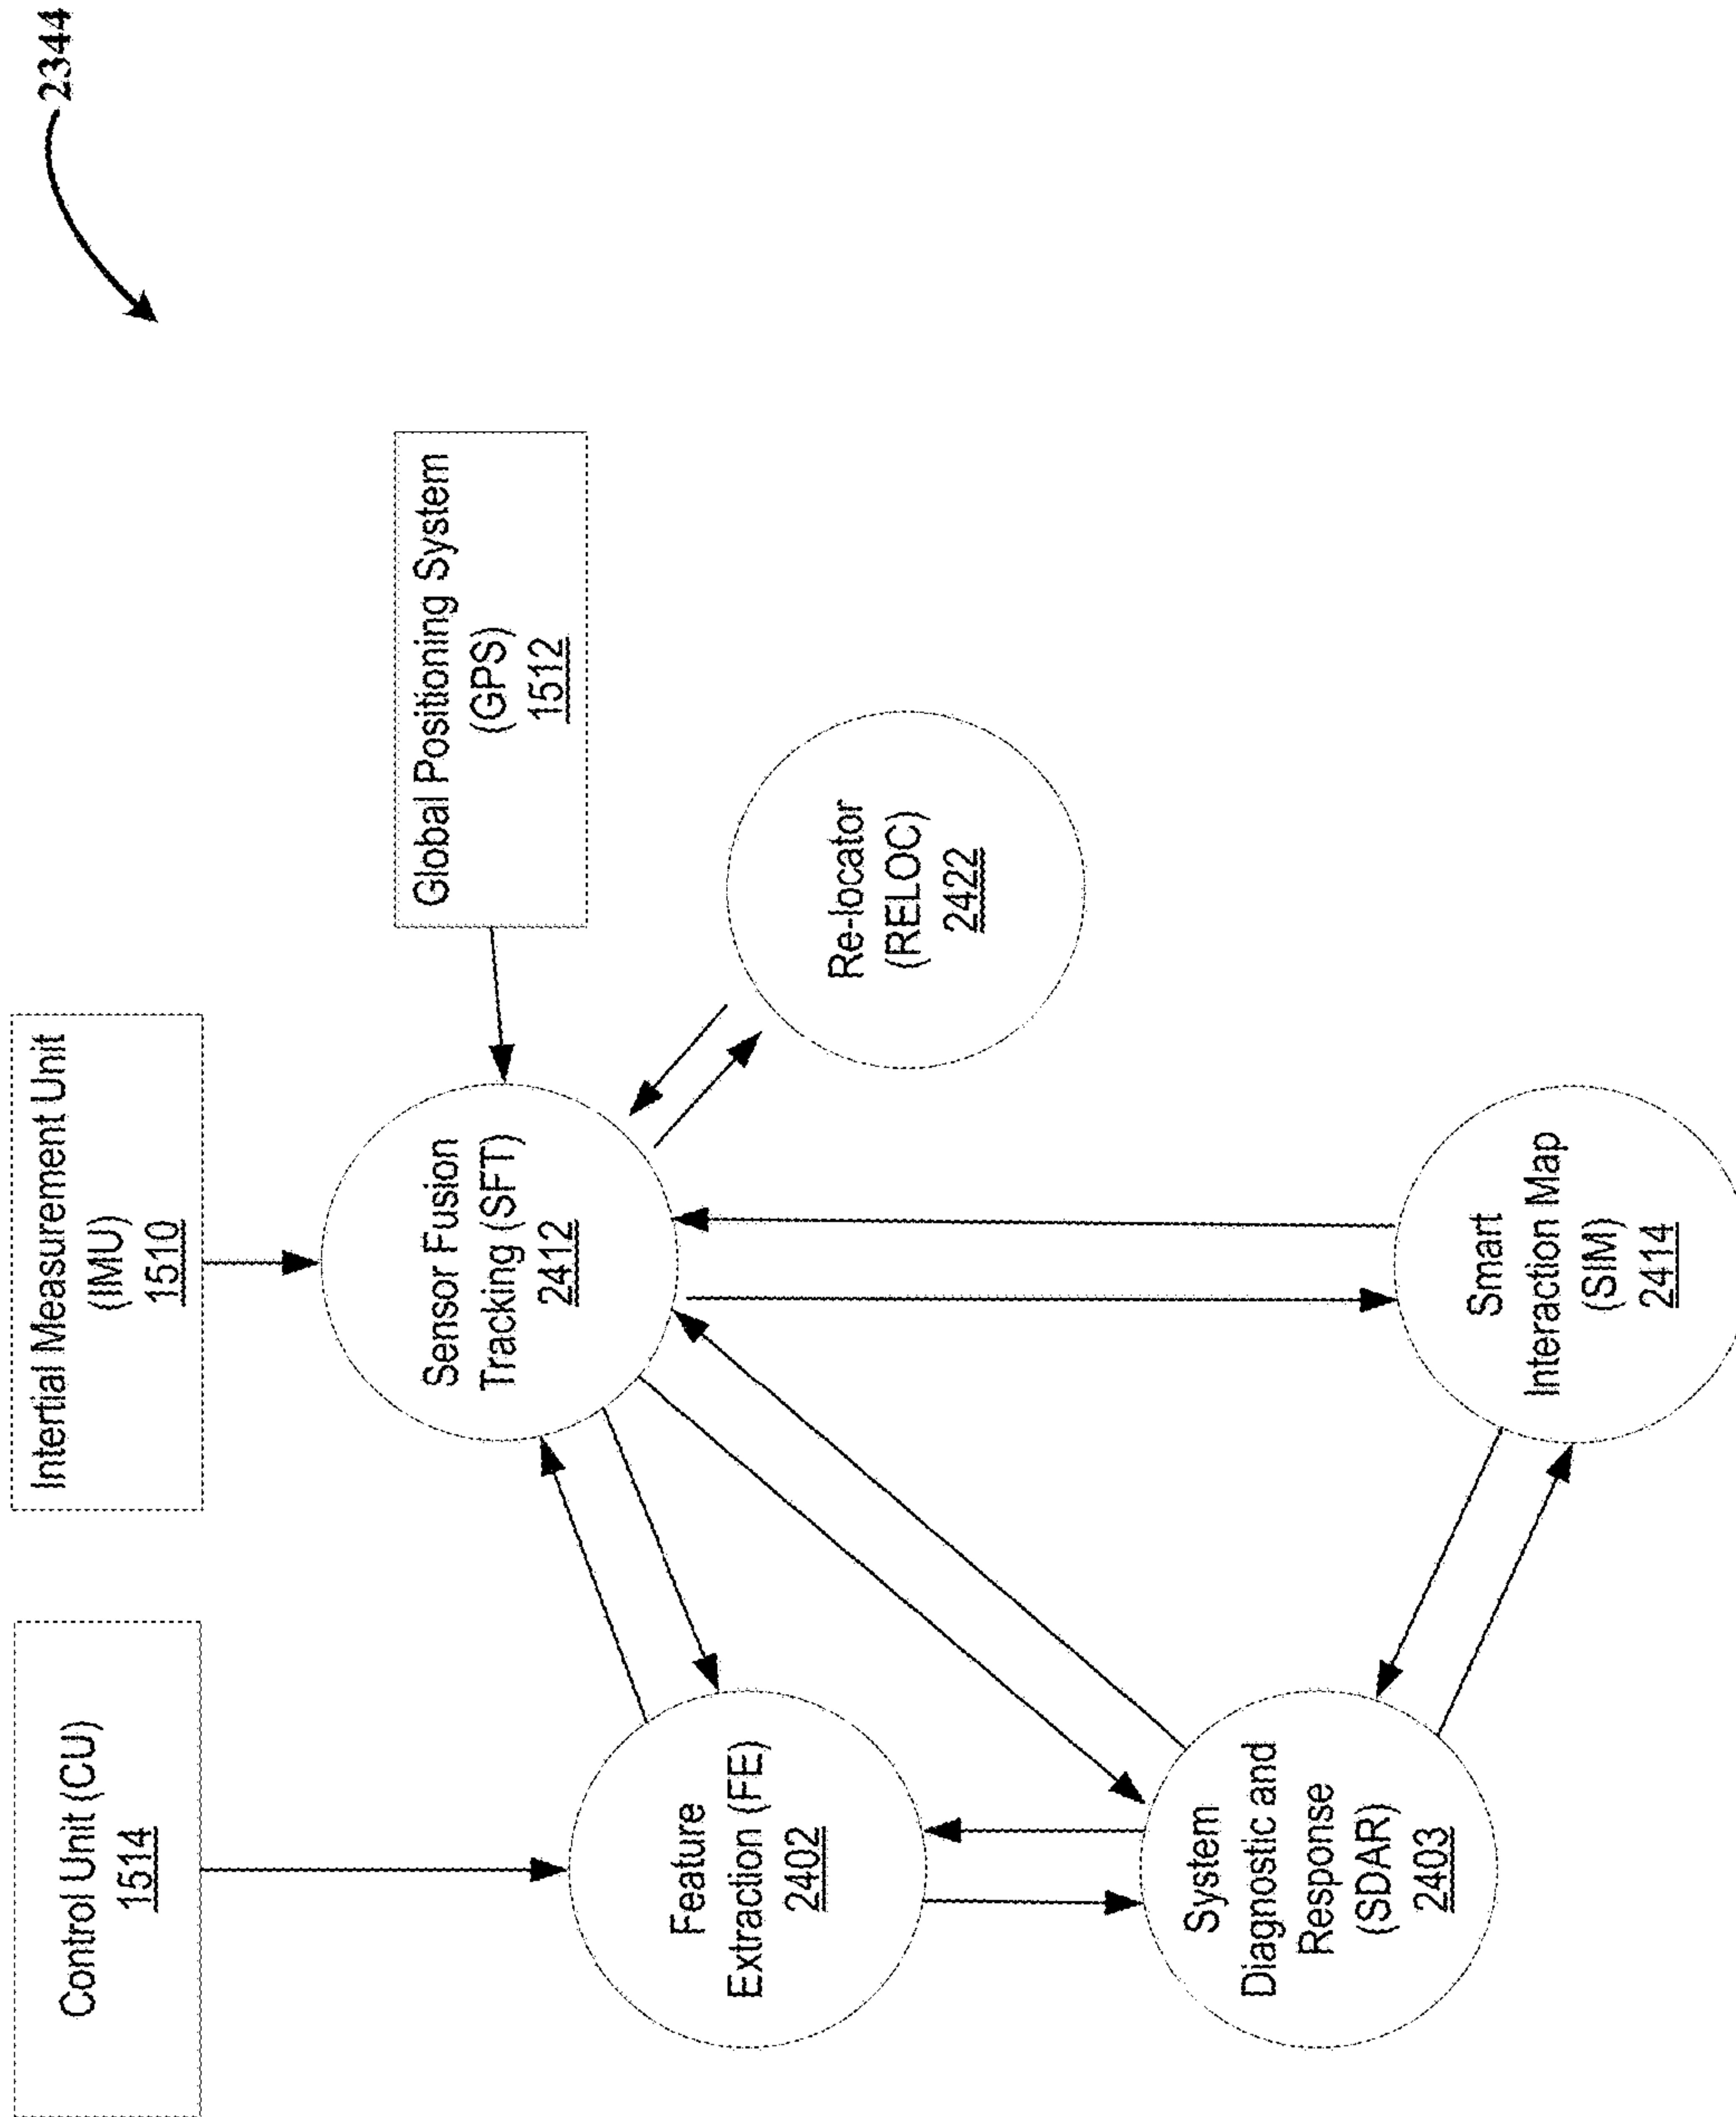 2344
Control Unit (CU)
1514
Intertial Measurement Unit
(IMU)
1510
Global Positioning System
(GPS)
1512
Feature
Extraction (FE)
2402
Sensor Fusion
Tracking (SFT)
2412
Re-locator
(RELOC)
2422
System
Diagnostic and
Response
(SDAR)
2403
Smart
Interaction Map
(SIM)
2414